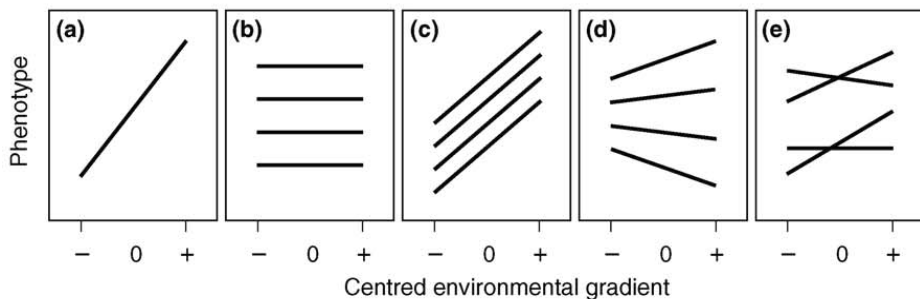 (a) (b) (c) (d) (e)
Phenotype
− 0 + − 0 + − 0 + − 0 + − 0 +
Centred environmental gradient